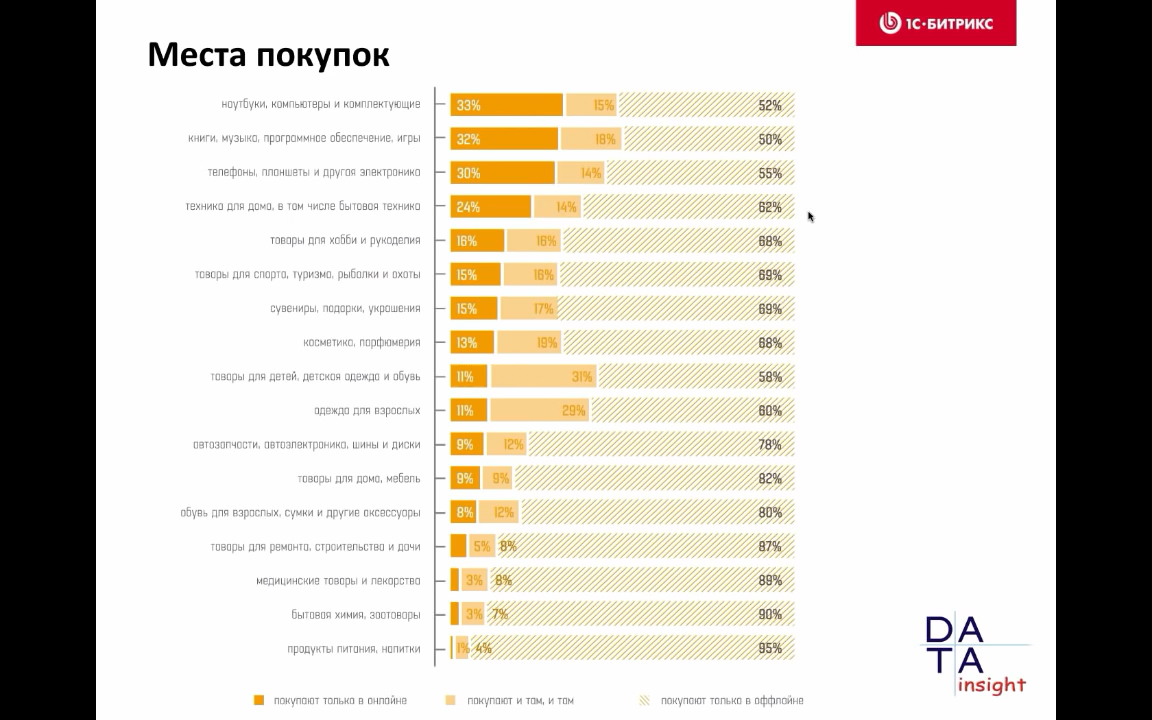 1С·БИТРИКС
Места покупок
ноутбуки, компьютеры и комплектующие 33% 15% 52%
книги, музыка, программное обеспечение, игры 32% 18% 50%
телефоны, планшеты и другая электроника 30% 14% 55%
техника для дома, в том числе бытовая техника 24% 14% 62%
товары для хобби и рукоделия 16% 16% 68%
товары для спорта, туризма, рыболки и охоты 15% 16% 69%
сувениры, подарки, украшения 15% 17% 69%
косметика, парфюмерия 13% 19% 68%
товары для детей, детская одежда и обувь 11% 31% 58%
одежда для взрослых 11% 29% 60%
автозапчасти, автоэлектроника, шины и диски 9% 12% 78%
товары для дома, мебель 9% 9% 82%
обувь для взрослых, сумки и другие аксессуары 8% 12% 80%
товары для ремонта, строительства и дачи 5% 8% 87%
медицинские товары и лекарства 3% 8% 89%
бытовая химия, зоотовары 3% 7% 90%
продукты питания, напитки 1% 4% 95%
покупают только в онлайне покупают и там, и там покупают только в оффлайне
DATA
insight